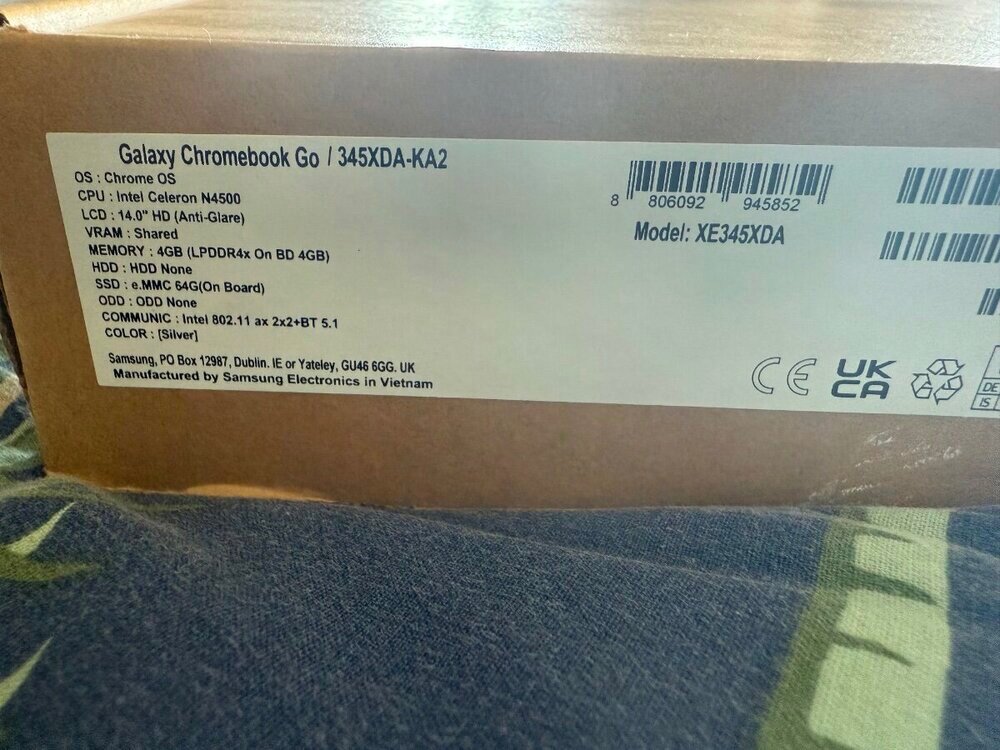 Galaxy Chromebook Go / 345XDA-KA2
OS : Chrome OS
CPU : Intel Celeron N4500
LCD : 14.0" HD (Anti-Glare)
VRAM : Shared
MEMORY : 4GB (LPDDR4x On BD 4GB)
HDD : HDD None
SSD : e.MMC 64G(On Board)
ODD : ODD None
COMMUNIC : Intel 802.11 ax 2x2+BT 5.1
COLOR : [Silver]
Samsung, PO Box 12987, Dublin. IE or Yateley, GU46 6GG. UK
Manufactured by Samsung Electronics in Vietnam
8 806092 945852
Model: XE345XDA
CE
UK
CA
DE
IS